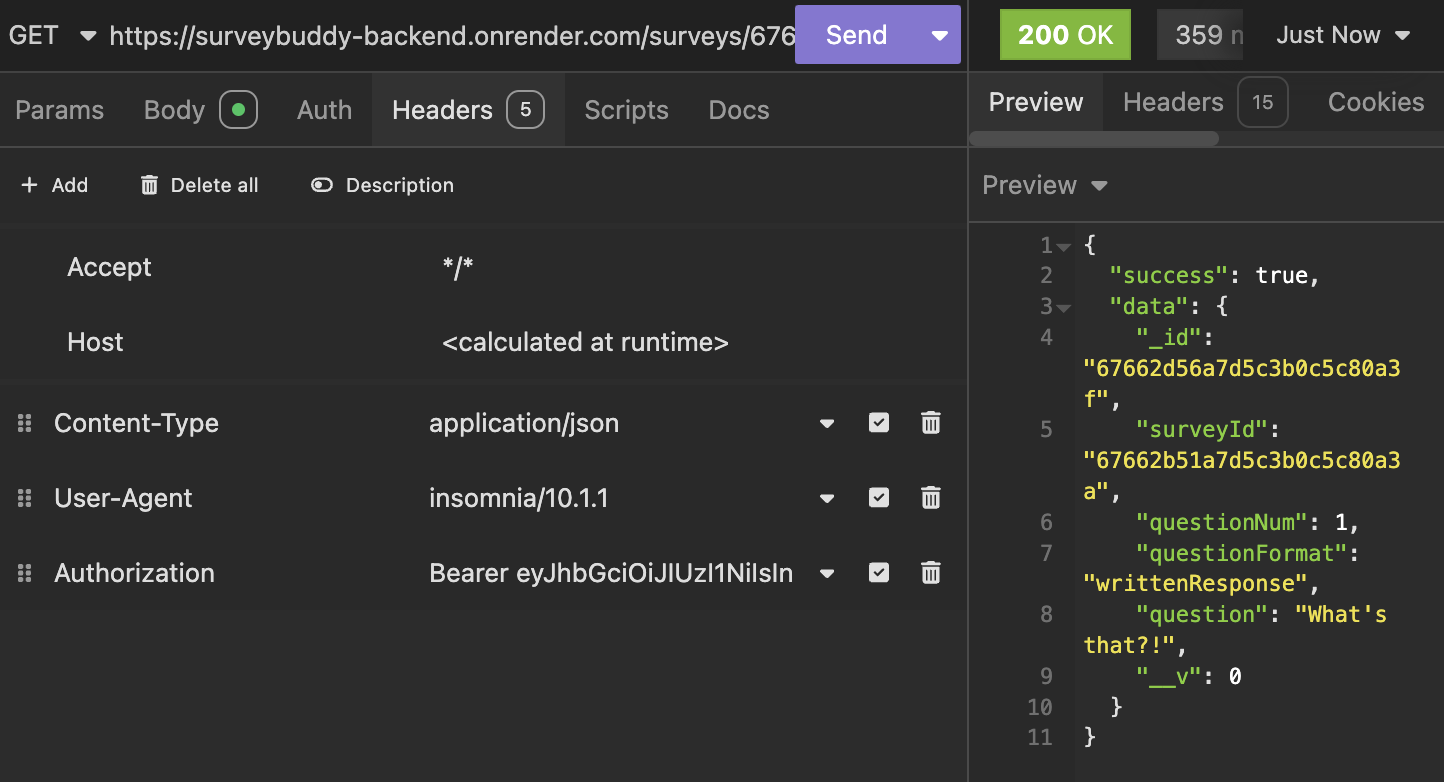 GET https://surveybuddy-backend.onrender.com/surveys/676 Send 200 OK 359 Just Now
Params Body Auth Headers 5 Scripts Docs
Preview Headers 15 Cookies
+ Add Delete all Description
Preview
Accept */*
Host <calculated at runtime>
Content-Type application/json
User-Agent insomnia/10.1.1
Authorization Bearer eyJhbGciOiJIUzI1NiIsIn
1 {
2 "success": true,
3 "data": {
4 "_id":
"67662d56a7d5c3b0c5c80a3
f",
5 "surveyId":
"67662b51a7d5c3b0c5c80a3
a",
6 "questionNum": 1,
7 "questionFormat":
"writtenResponse",
8 "question": "What's
that?!",
9 "__v": 0
10 }
11 }